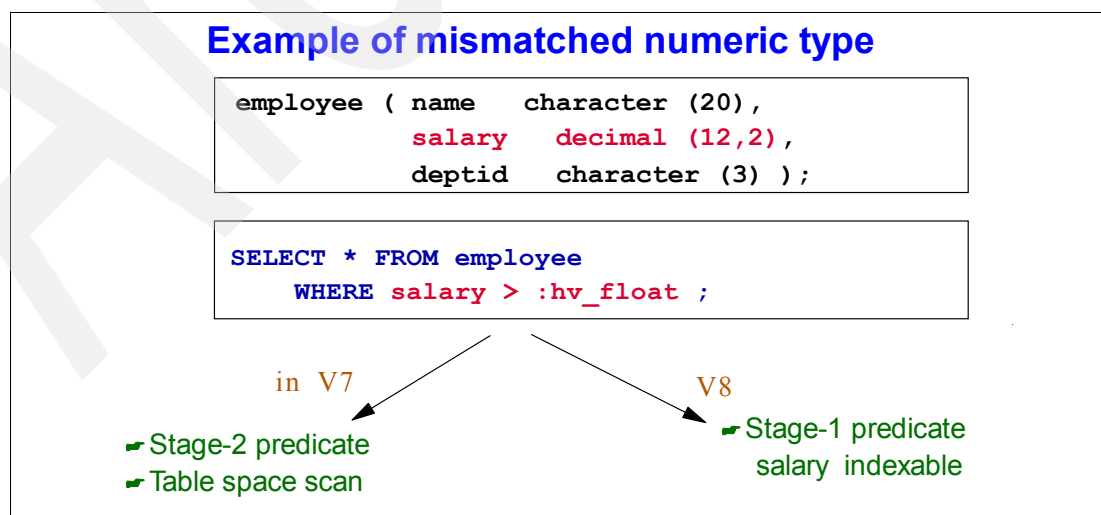 Example of mismatched numeric type
employee ( name character (20),
salary decimal (12,2),
deptid character (3) );
SELECT * FROM employee
WHERE salary > :hv_float ;
in V7
V8
Stage-2 predicate
Table space scan
Stage-1 predicate
salary indexable